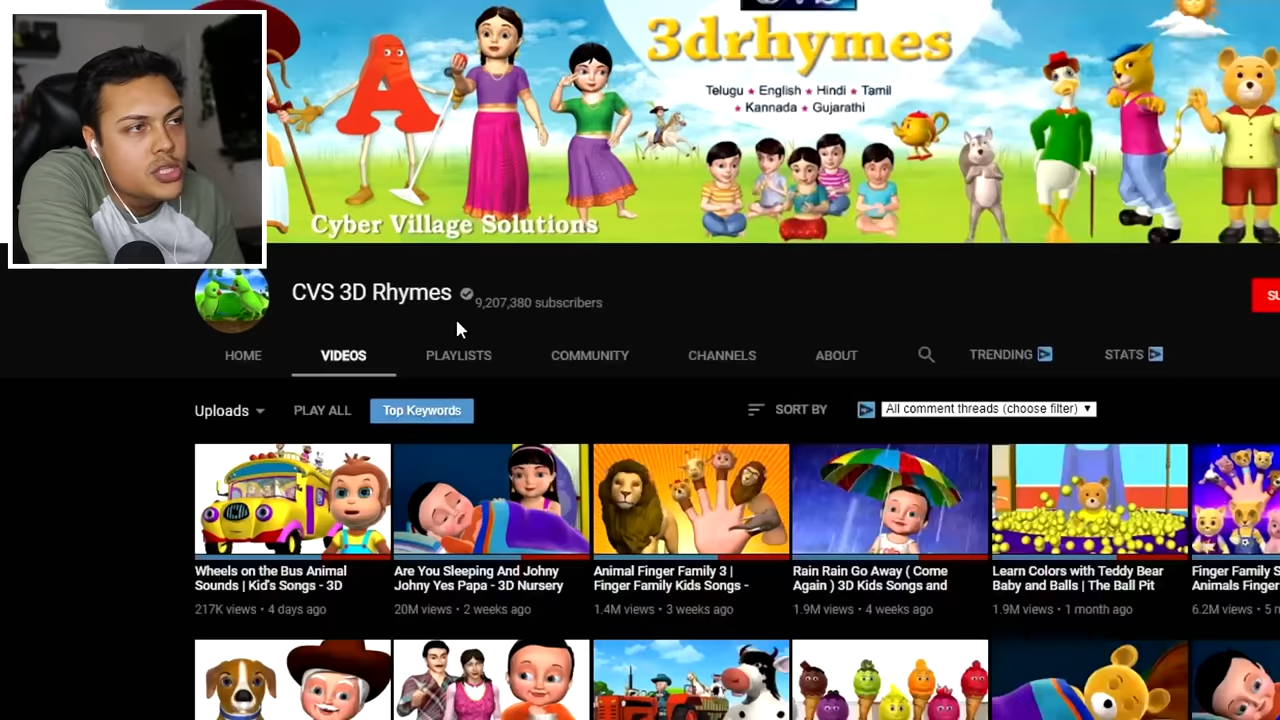 3drhymes
Telugu ★ English ★ Hindi ★ Tamil
★ Kannada ★ Gujarathi
Cyber Village Solutions
CVS 3D Rhymes
9,207,380 subscribers
HOME
VIDEOS
PLAYLISTS
COMMUNITY
CHANNELS
ABOUT
TRENDING
STATS
Uploads
PLAY ALL
Top Keywords
SORT BY
All comment threads (choose filter)
Wheels on the Bus Animal
Sounds | Kid's Songs - 3D
217K views • 4 days ago
Are You Sleeping And Johny
Johny Yes Papa - 3D Nursery
20M views • 2 weeks ago
Animal Finger Family 3 |
Finger Family Kids Songs -
1.4M views • 3 weeks ago
Rain Rain Go Away ( Come
Again ) 3D Kids Songs and
1.9M views • 4 weeks ago
Learn Colors with Teddy Bear
Baby and Balls | The Ball Pit
1.9M views • 1 month ago
Finger Family S
Animals Finger
6.2M views • 5 m